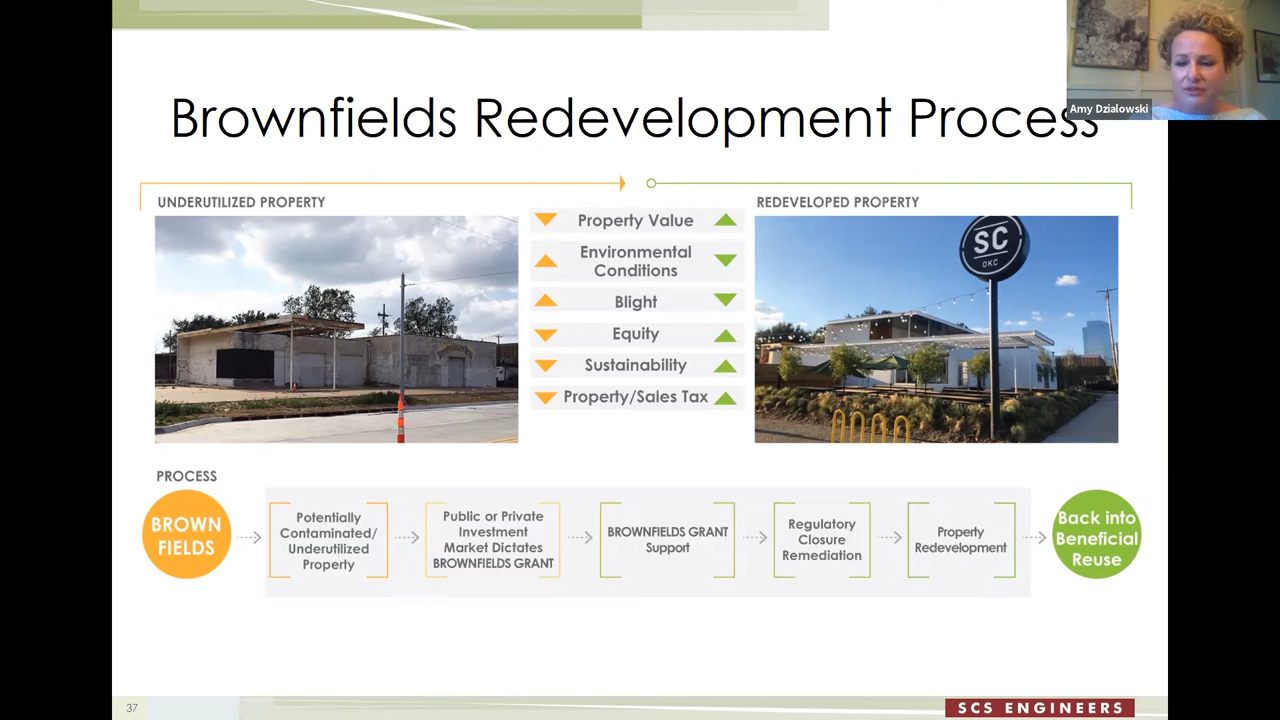 Brownfields Redevelopment Process
Amy Dzialowski
UNDERUTILIZED PROPERTY
Property Value
Environmental
Conditions
Blight
Equity
Sustainability
Property/Sales Tax
REDEVELOPED PROPERTY
SC
OKC
PROCESS
BROWN
FIELDS
Potentially
Contaminated/
Underutilized
Property
Public or Private
Investment
Market Dictates
BROWNFIELDS GRANT
BROWNFIELDS GRANT
Support
Regulatory
Closure
Remediation
Property
Redevelopment
Back into
Beneficial
Reuse
37
SCS ENGINEERS